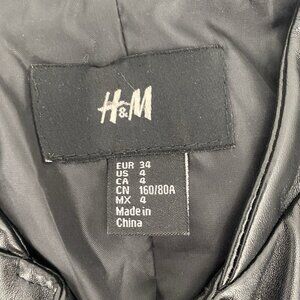 H&M
EUR 34
US 4
CA 4
CN 160/80A
MX 4
Made in
China